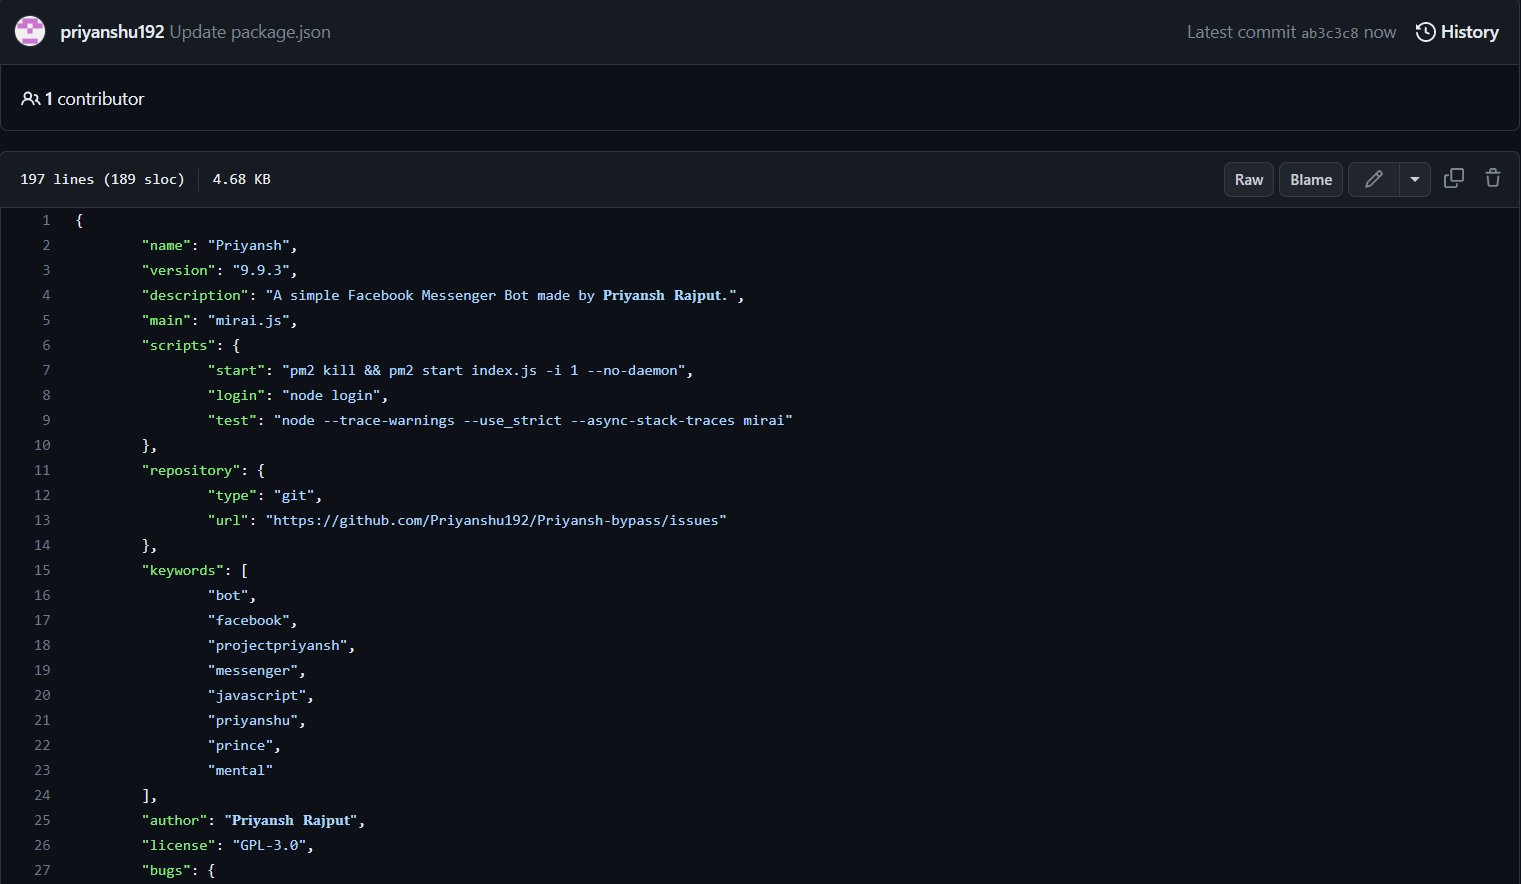 priyanshu192 Update package.json
Latest commit ab3c3c8 now History
1 contributor
197 lines (189 sloc) 4.68 KB
Raw Blame
1 {
2 "name": "Priyansh",
3 "version": "9.9.3",
4 "description": "A simple Facebook Messenger Bot made by 𝐏𝐫𝐢𝐲𝐚𝐧𝐬𝐡 𝐑𝐚𝐣𝐩𝐮𝐭.",
5 "main": "mirai.js",
6 "scripts": {
7 "start": "pm2 kill && pm2 start index.js -i 1 --no-daemon",
8 "login": "node login",
9 "test": "node --trace-warnings --use_strict --async-stack-traces mirai"
10 },
11 "repository": {
12 "type": "git",
13 "url": "https://github.com/Priyanshu192/Priyansh-bypass/issues"
14 },
15 "keywords": [
16 "bot",
17 "facebook",
18 "projectpriyansh",
19 "messenger",
20 "javascript",
21 "priyanshu",
22 "prince",
23 "mental"
24 ],
25 "author": "𝐏𝐫𝐢𝐲𝐚𝐧𝐬𝐡 𝐑𝐚𝐣𝐩𝐮𝐭",
26 "license": "GPL-3.0",
27 "bugs": {